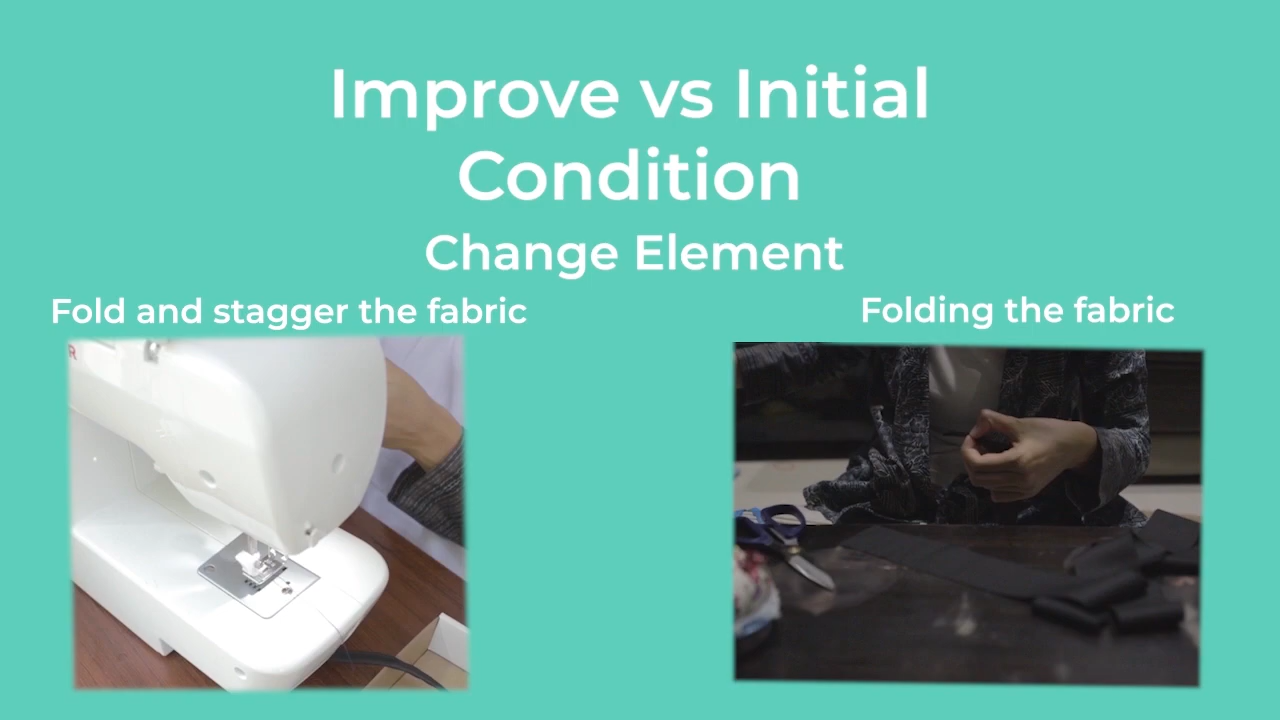 Improve vs Initial
Condition
Change Element
Fold and stagger the fabric
Folding the fabric
R